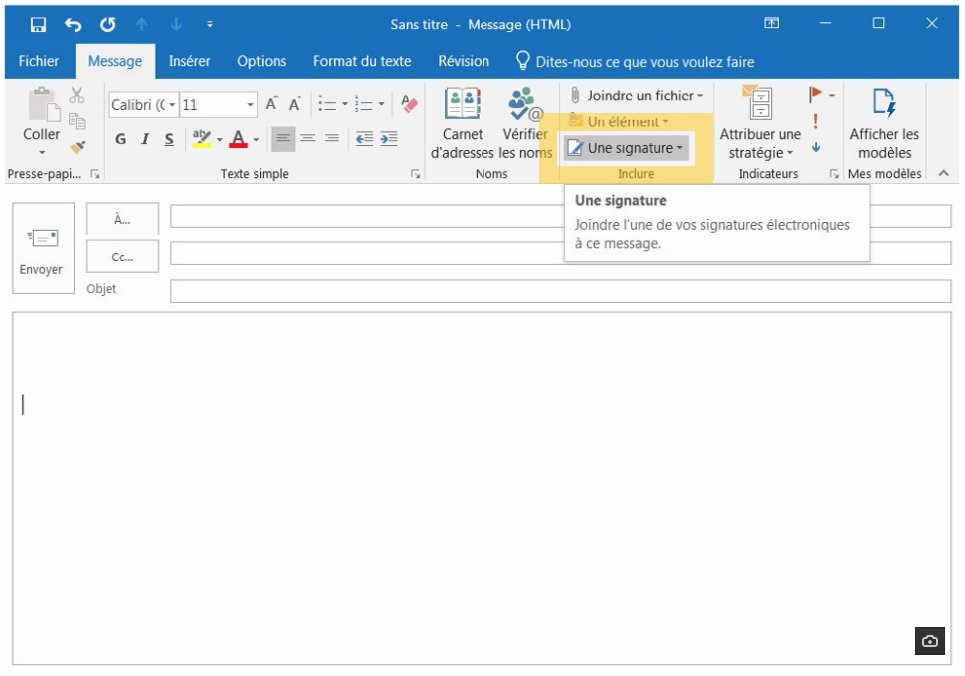 Sans titre - Message (HTML)
Fichier Message Insérer Options Format du texte Révision Dites-nous ce que vous voulez faire
Coller
Presse-papi...
Calibri (C 11
G I S ab A
Texte simple
Carnet d'adresses
Vérifier les noms
Noms
Joindre un fichier
Un élément
Une signature
Inclure
Attribuer une stratégie
Indicateurs
Afficher les modèles
Mes modèles
Une signature
Joindre l'une de vos signatures électroniques
à ce message.
Envoyer
À...
Cc...
Objet